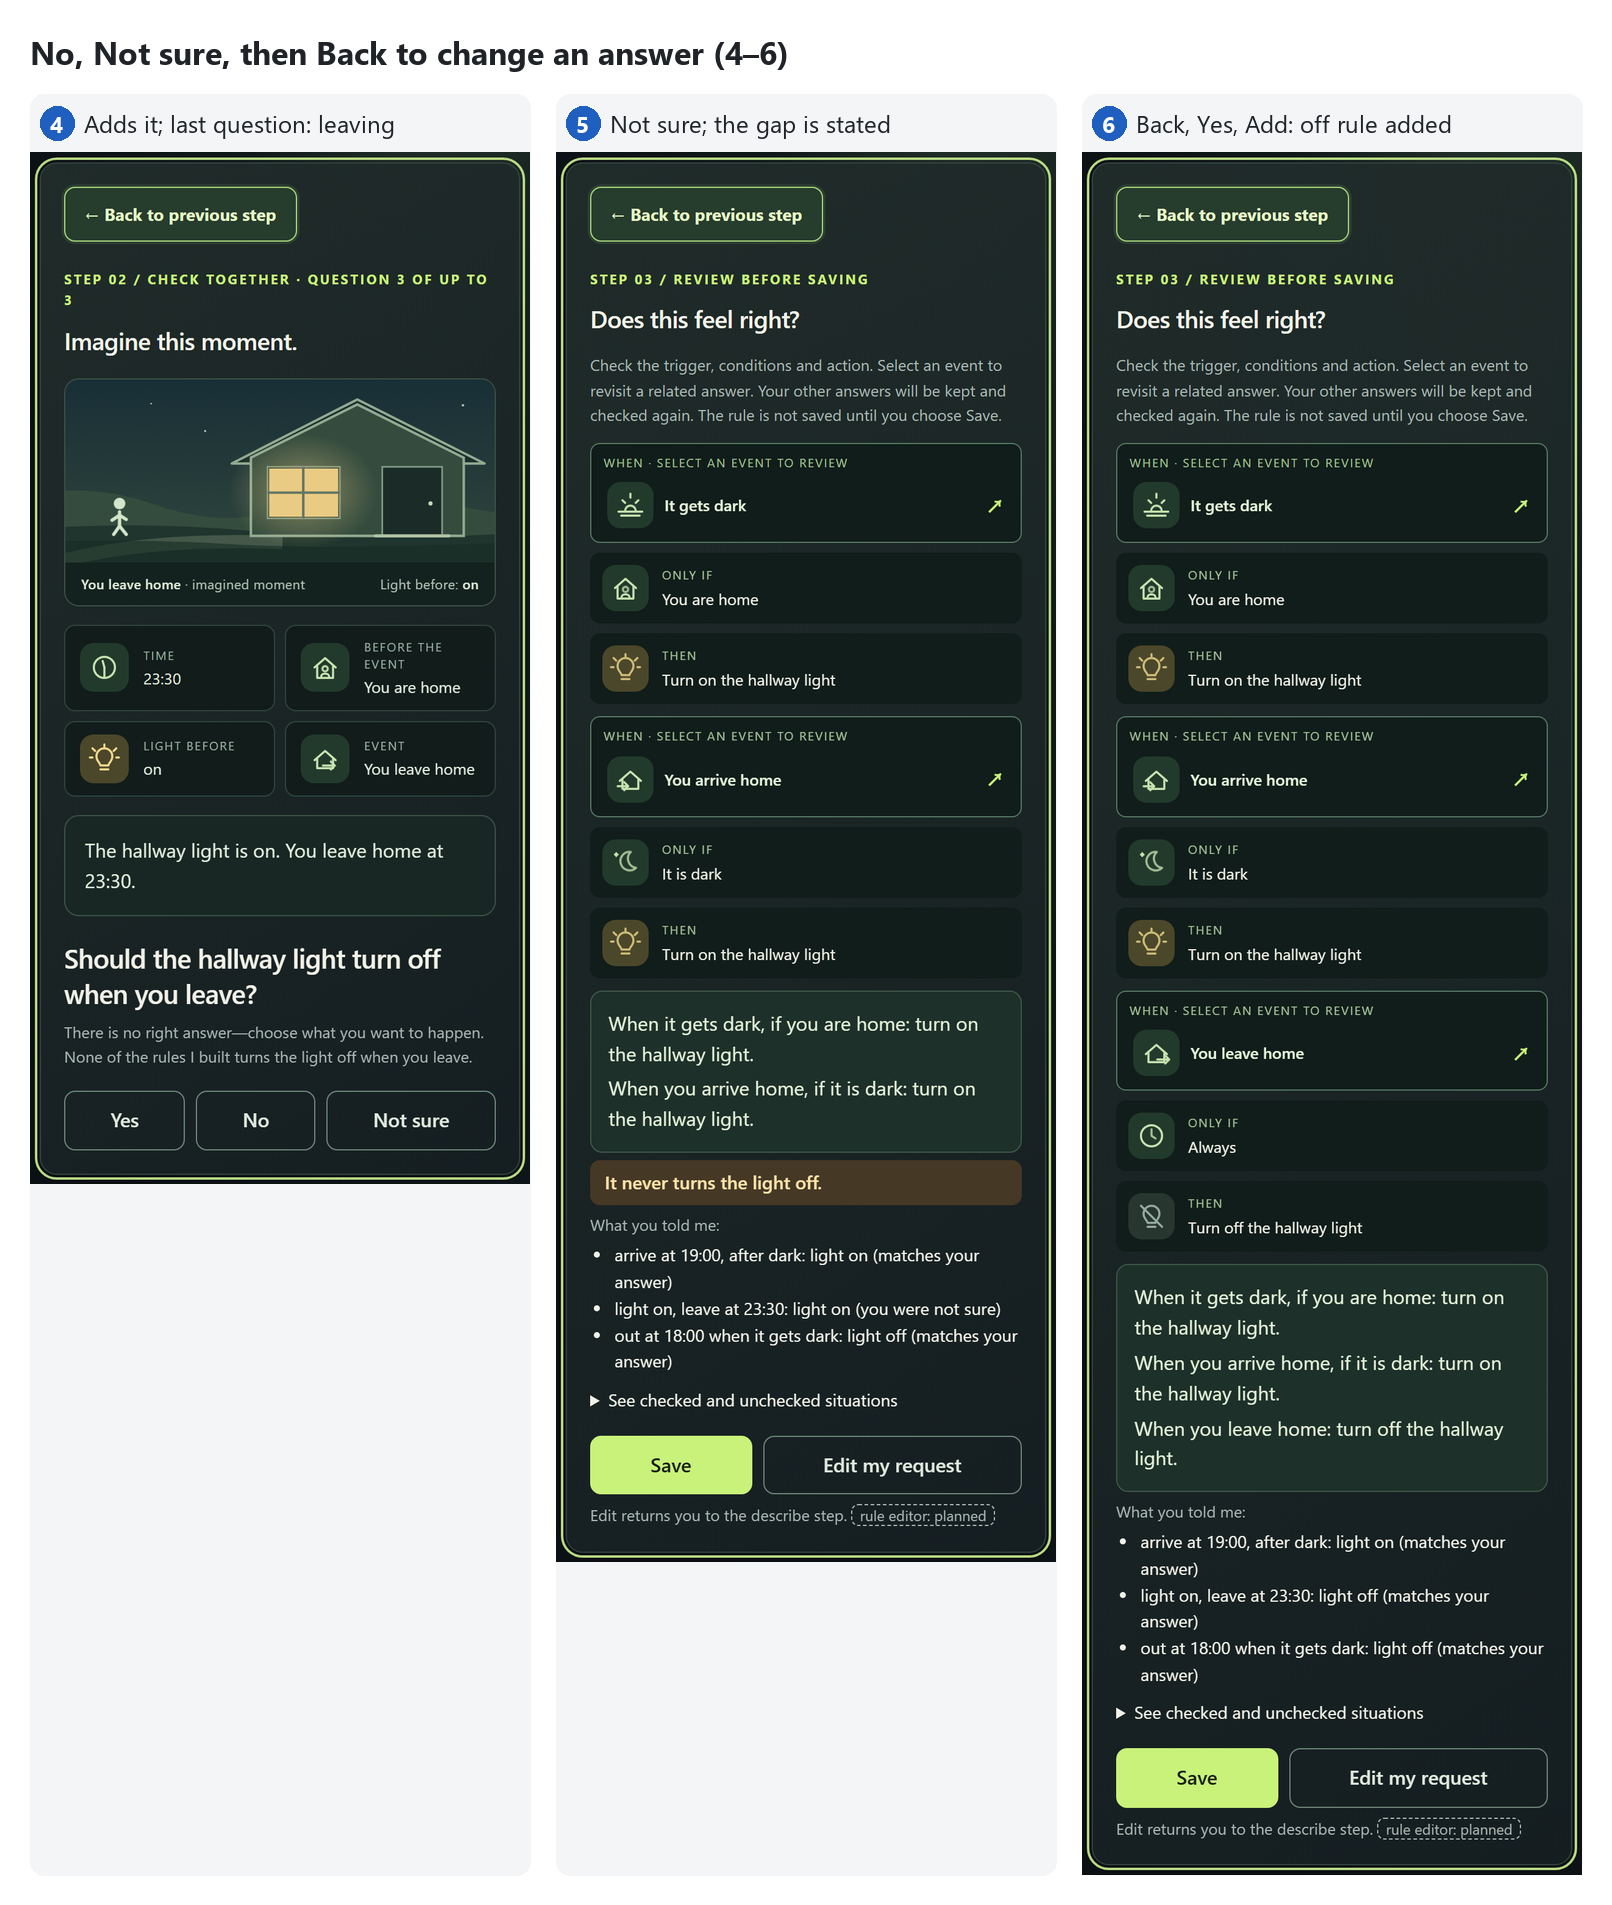 No, Not sure, then Back to change an answer (4–6)
4 Adds it; last question: leaving
← Back to previous step
STEP 02 / CHECK TOGETHER · QUESTION 3 OF UP TO
3
Imagine this moment.
You leave home · imagined moment
Light before: on
TIME
23:30
BEFORE THE
EVENT
You are home
LIGHT BEFORE
on
EVENT
You leave home
The hallway light is on. You leave home at
23:30.
Should the hallway light turn off
when you leave?
There is no right answer—choose what you want to happen.
None of the rules I built turns the light off when you leave.
Yes
No
Not sure
5 Not sure; the gap is stated
← Back to previous step
STEP 03 / REVIEW BEFORE SAVING
Does this feel right?
Check the trigger, conditions and action. Select an event to
revisit a related answer. Your other answers will be kept and
checked again. The rule is not saved until you choose Save.
WHEN · SELECT AN EVENT TO REVIEW
It gets dark
ONLY IF
You are home
THEN
Turn on the hallway light
WHEN · SELECT AN EVENT TO REVIEW
You arrive home
ONLY IF
It is dark
THEN
Turn on the hallway light
When it gets dark, if you are home: turn on
the hallway light.
When you arrive home, if it is dark: turn on
the hallway light.
It never turns the light off.
What you told me:
• arrive at 19:00, after dark: light on (matches your
answer)
• light on, leave at 23:30: light on (you were not sure)
• out at 18:00 when it gets dark: light off (matches your
answer)
▶ See checked and unchecked situations
Save
Edit my request
Edit returns you to the describe step. rule editor: planned
6 Back, Yes, Add: off rule added
← Back to previous step
STEP 03 / REVIEW BEFORE SAVING
Does this feel right?
Check the trigger, conditions and action. Select an event to
revisit a related answer. Your other answers will be kept and
checked again. The rule is not saved until you choose Save.
WHEN · SELECT AN EVENT TO REVIEW
It gets dark
ONLY IF
You are home
THEN
Turn on the hallway light
WHEN · SELECT AN EVENT TO REVIEW
You arrive home
ONLY IF
It is dark
THEN
Turn on the hallway light
WHEN · SELECT AN EVENT TO REVIEW
You leave home
ONLY IF
Always
THEN
Turn off the hallway light
When it gets dark, if you are home: turn on
the hallway light.
When you arrive home, if it is dark: turn on
the hallway light.
When you leave home: turn off the hallway
light.
What you told me:
• arrive at 19:00, after dark: light on (matches your
answer)
• light on, leave at 23:30: light off (matches your
answer)
• out at 18:00 when it gets dark: light off (matches your
answer)
▶ See checked and unchecked situations
Save
Edit my request
Edit returns you to the describe step. rule editor: planned